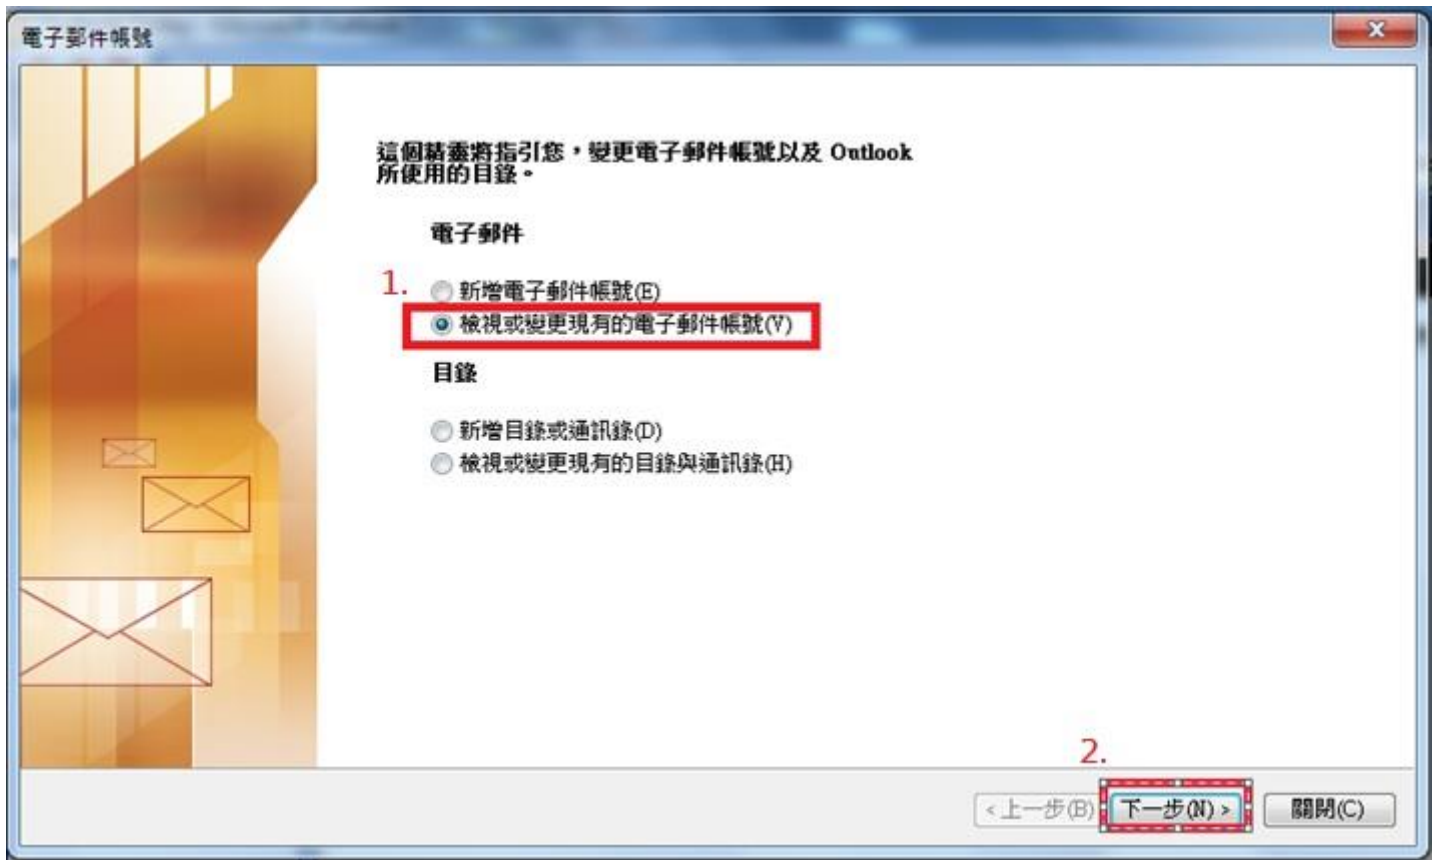 電子郵件帳號
這個精靈將指引您，變更電子郵件帳號以及 Outlook
所使用的目錄。
電子郵件
1.
新增電子郵件帳號(E)
檢視或變更現有的電子郵件帳號(V)
目錄
新增目錄或通訊錄(D)
檢視或變更現有的目錄與通訊錄(H)
2.
<上一步(B) 下一步(N) > 關閉(C)